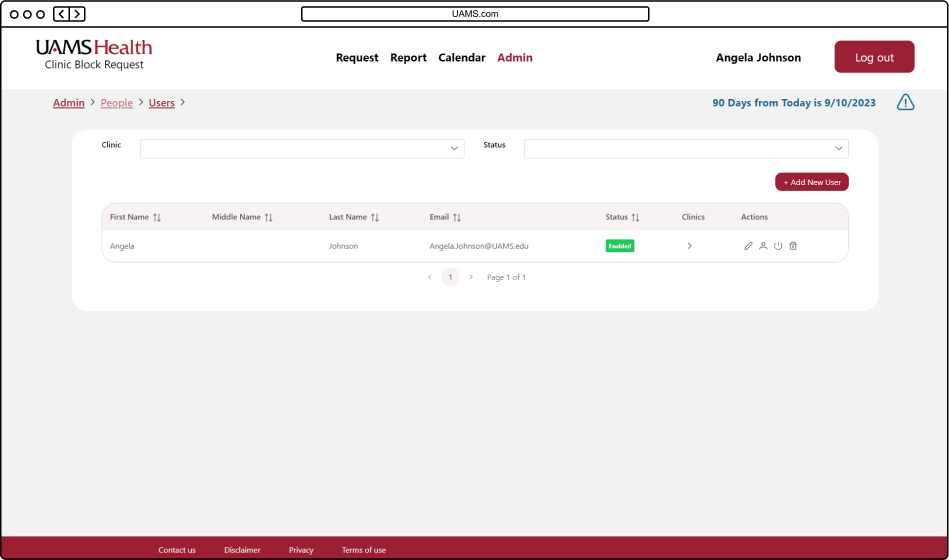 UAMS.com
UAMS Health
Clinic Block Request
Request Report Calendar Admin
Angela Johnson
Log out
Admin > People > Users >
90 Days from Today is 9/10/2023
Clinic
Status
+ Add New User
First Name Middle Name Last Name Email Status Clinics Actions
Angela Johnson Angela.Johnson@UAMS.edu Enabled
< 1 > Page 1 of 1
Contact us Disclaimer Privacy Terms of use